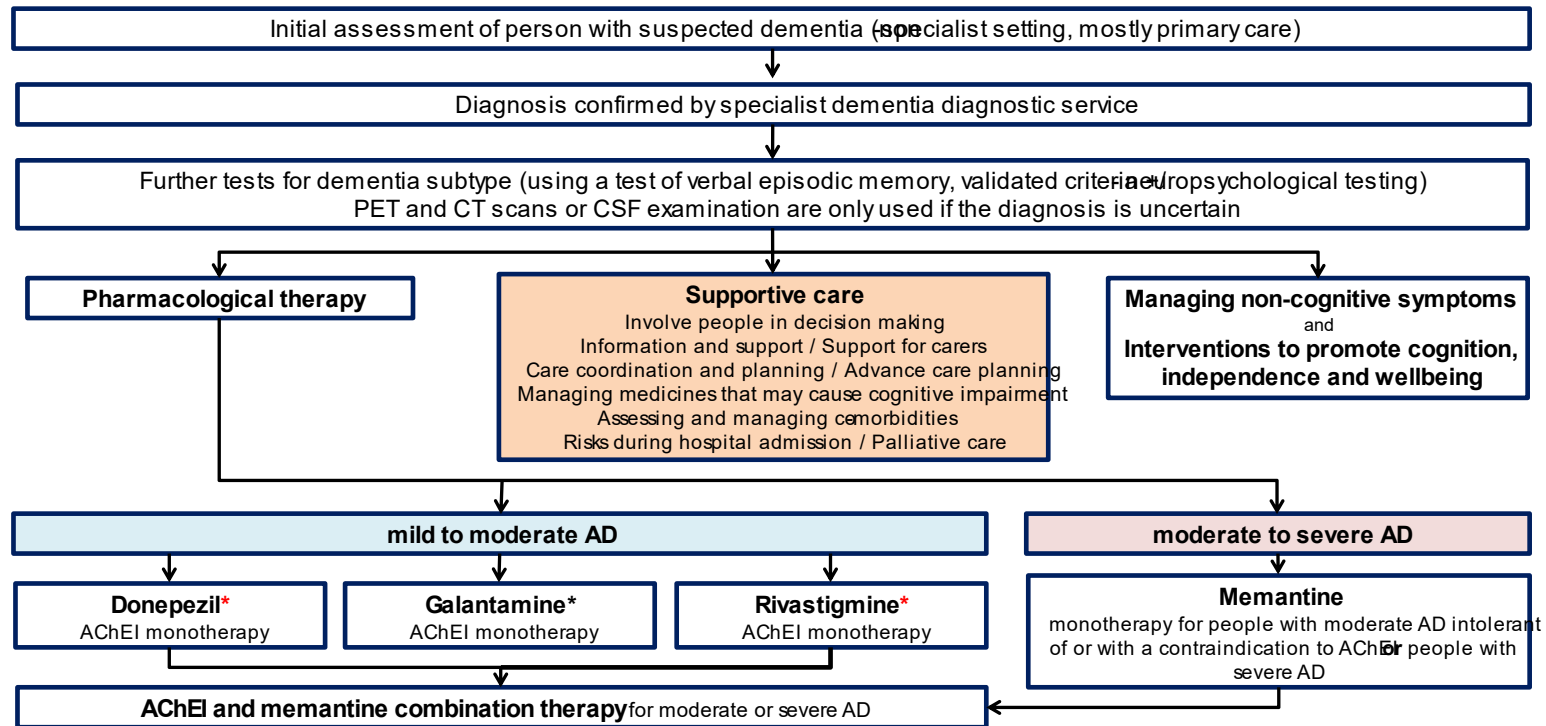 Initial assessment of person with suspected dementia (non-specialist setting, mostly primary care)
Diagnosis confirmed by specialist dementia diagnostic service
Further tests for dementia subtype (using a test of verbal episodic memory, validated criteria +/- neuropsychological testing)
PET and CT scans or CSF examination are only used if the diagnosis is uncertain
Pharmacological therapy
Supportive care
Involve people in decision making
Information and support / Support for carers
Care coordination and planning / Advance care planning
Managing medicines that may cause cognitive impairment
Assessing and managing co-morbidities
Risks during hospital admission / Palliative care
Managing non-cognitive symptoms
and
Interventions to promote cognition,
independence and wellbeing
mild to moderate AD
moderate to severe AD
Donepezil*
AChEI monotherapy
Galantamine*
AChEI monotherapy
Rivastigmine*
AChEI monotherapy
Memantine
monotherapy for people with moderate AD intolerant
of or with a contraindication to AChEI or people with
severe AD
AChEI and memantine combination therapy for moderate or severe AD